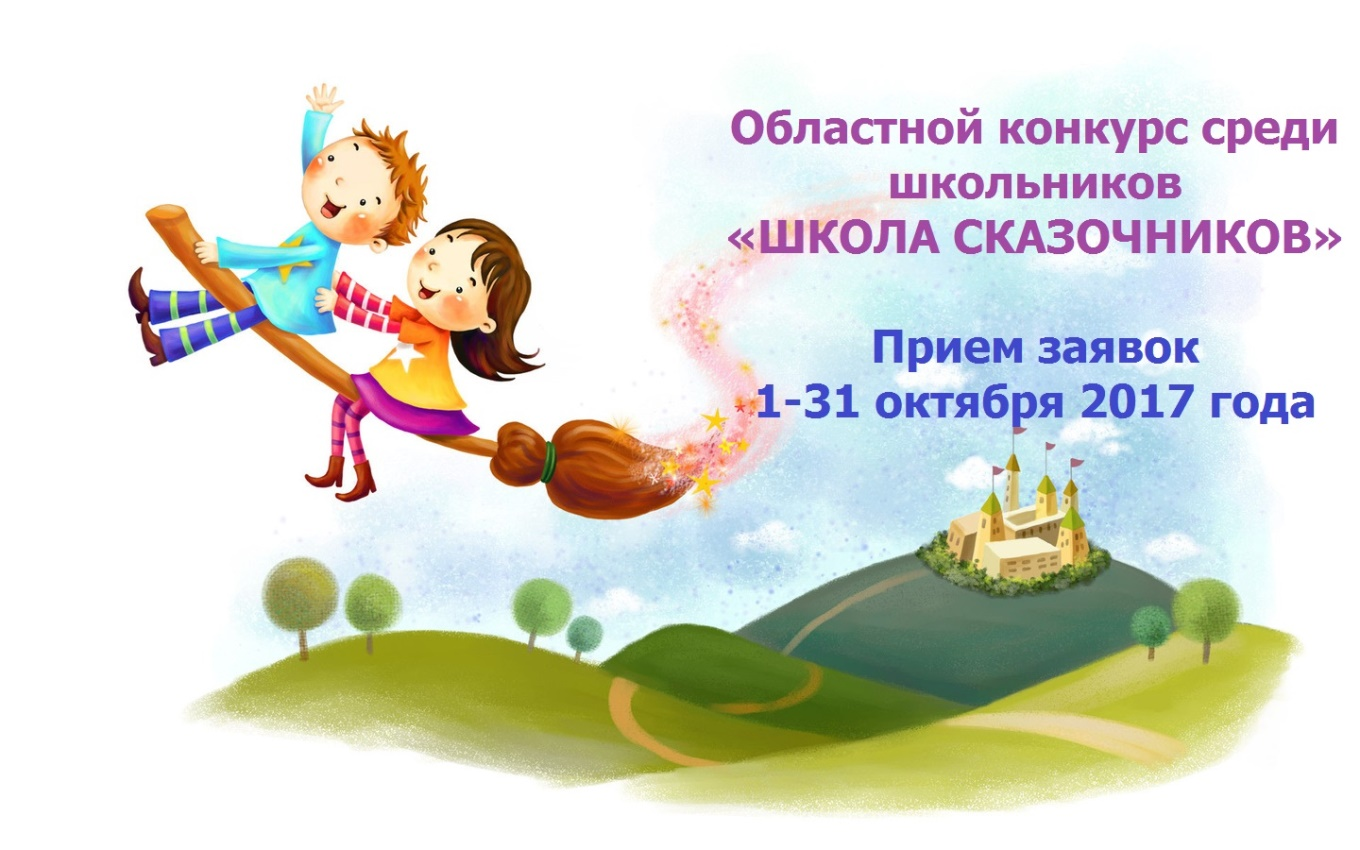 Областной конкурс среди
школьников
«ШКОЛА СКАЗОЧНИКОВ»
Прием заявок
1-31 октября 2017 года